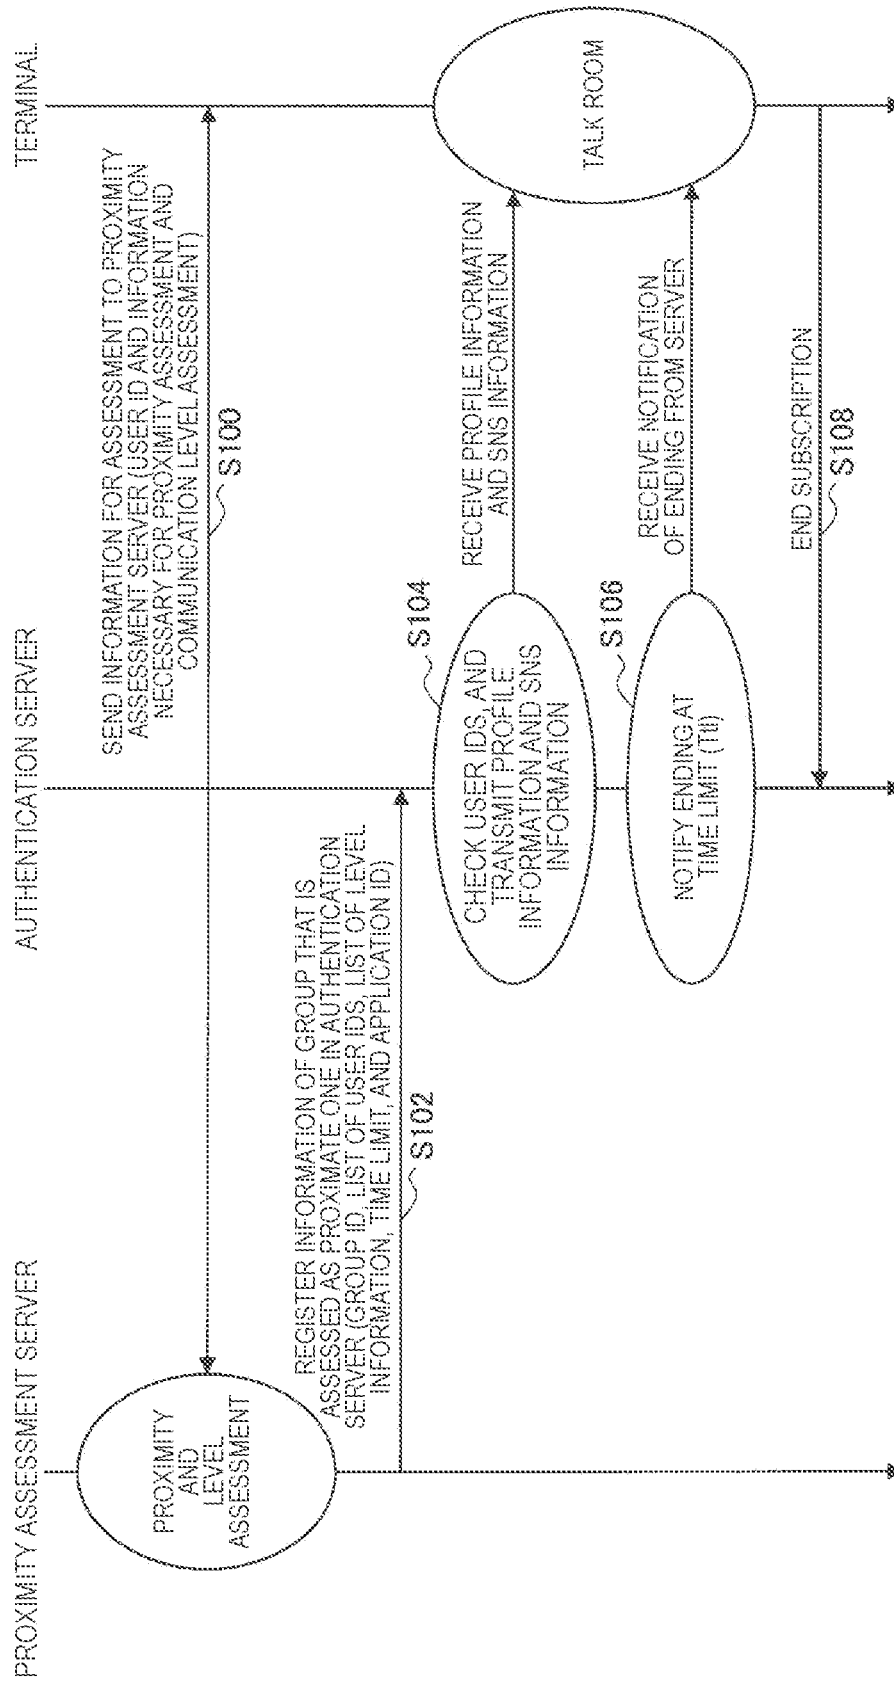 PROXIMITY ASSESSMENT SERVER
AUTHENTICATION SERVER
TERMINAL
SEND INFORMATION FOR ASSESSMENT TO PROXIMITY
ASSESSMENT SERVER (USER ID AND INFORMATION
NECESSARY FOR PROXIMITY ASSESSMENT AND
COMMUNICATION LEVEL ASSESSMENT)
S100
PROXIMITY
AND
LEVEL
ASSESSMENT
REGISTER INFORMATION OF GROUP THAT IS
ASSESSED AS PROXIMATE ONE IN AUTHENTICATION
SERVER (GROUP ID, LIST OF USER IDS, LIST OF LEVEL
INFORMATION, TIME LIMIT, AND APPLICATION ID)
S102
S104
CHECK USER IDS, AND
TRANSMIT PROFILE
INFORMATION AND SNS
INFORMATION
RECEIVE PROFILE INFORMATION
AND SNS INFORMATION
TALK ROOM
S106
NOTIFY ENDING AT
TIME LIMIT (Ttl)
RECEIVE NOTIFICATION
OF ENDING FROM SERVER
END SUBSCRIPTION
S108